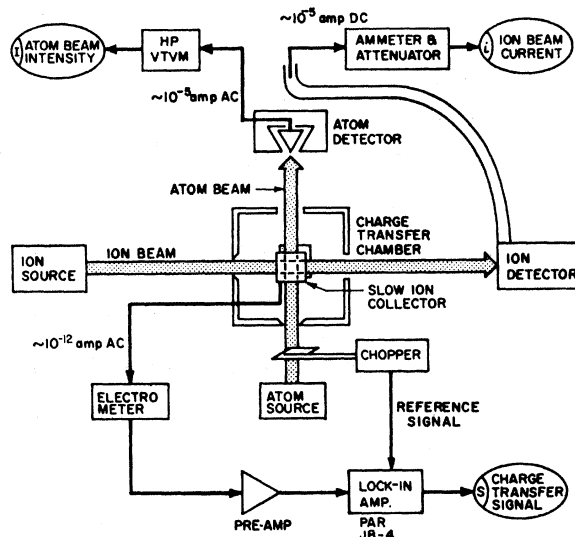 I ATOM BEAM
INTENSITY
HP
VTVM
~10⁻⁵ amp DC
AMMETER &
ATTENUATOR
i ION BEAM
CURRENT
~10⁻⁵ amp AC
ATOM
DETECTOR
ATOM BEAM
CHARGE
TRANSFER
CHAMBER
ION
SOURCE
ION BEAM
ION
DETECTOR
SLOW ION
COLLECTOR
~10⁻¹² amp AC
CHOPPER
ELECTRO
METER
ATOM
SOURCE
REFERENCE
SIGNAL
PRE-AMP
LOCK-IN
AMP.
PAR
JB-4
S CHARGE
TRANSFER
SIGNAL